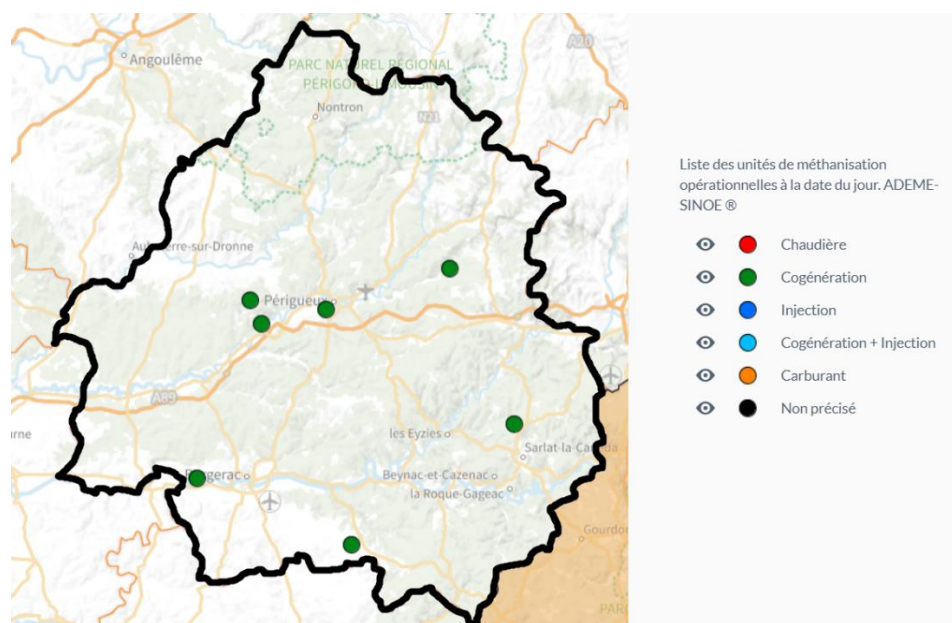 Angoulême
A20
PARC NATUREL RÉGIONAL
PÉRIGORD-LIMOUSIN
Nontron
N21
Périgueux
A89
les Eyzies
Sarlat-la-Canéda
Bergerac
Beynac-et-Cazenac
la Roque-Gageac
Gourdon
PAR
Liste des unités de méthanisation
opérationnelles à la date du jour. ADEME-
SINOE ®
Chaudière
Cogénération
Injection
Cogénération + Injection
Carburant
Non précisé